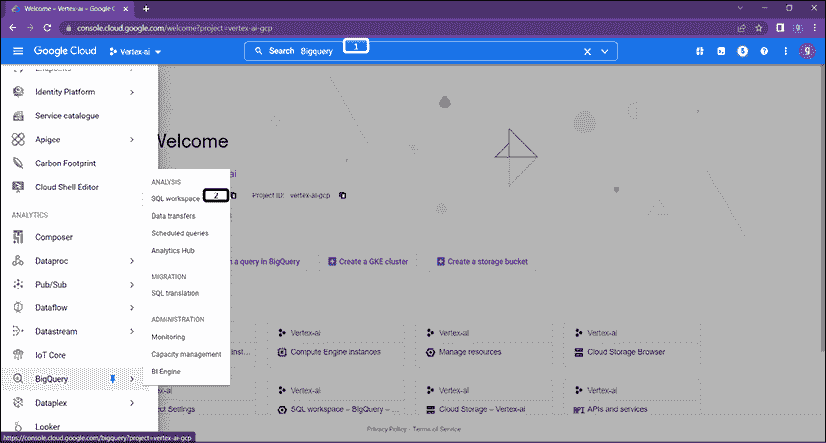 Welcome – Vertex-ai – Google C
console.cloud.google.com/welcome?project=vertex-ai-gcp
Google Cloud
Vertex-ai
Search Bigquery
1
Identity Platform
Service catalogue
Apigee
Carbon Footprint
Cloud Shell Editor
ANALYTICS
Composer
Dataproc
Pub/Sub
Dataflow
Datastream
IoT Core
BigQuery
Dataplex
Looker
ANALYSIS
SQL workspace
2
Data transfers
Scheduled queries
Analytics Hub
MIGRATION
SQL translation
ADMINISTRATION
Monitoring
Capacity management
BI Engine
Welcome
ai
Project ID: vertex-ai-gcp
n a query in BigQuery
Create a GKE cluster
Create a storage bucket
Vertex-ai
Vertex-ai
Vertex-ai
inst...
Compute Engine instances
Manage resources
Cloud Storage Browser
Vertex-ai
Vertex-ai
Vertex-ai
ect Settings
SQL workspace – BigQuery – ...
Cloud Storage – Vertex-ai
API APIs and services
Privacy Policy · Terms of Service
https://console.cloud.google.com/bigquery?project=vertex-ai-gcp